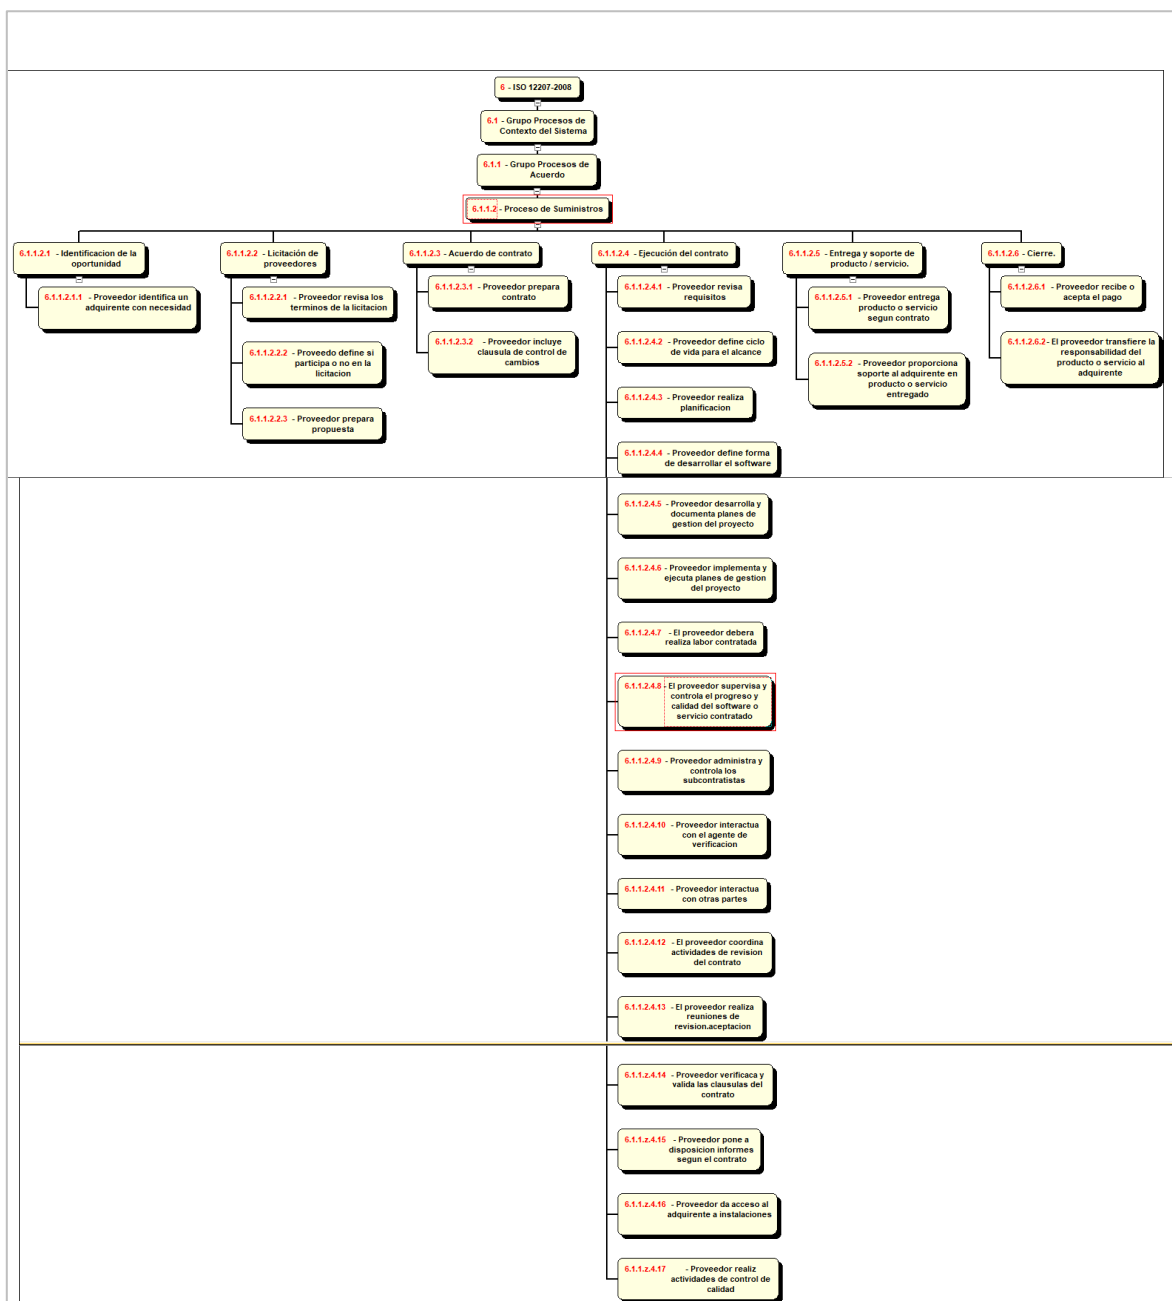 6 - ISO 12207-2008
6.1 - Grupo Procesos de
Contexto del Sistema
6.1.1 - Grupo Procesos de
Acuerdo
6.1.1.2 - Proceso de Suministros
6.1.1.2.1 - Identificacion de la
oportunidad
6.1.1.2.1.1 - Proveedor identifica un
adquirente con necesidad
6.1.1.2.2 - Licitación de
proveedores
6.1.1.2.2.1 - Proveedor revisa los
terminos de la licitacion
6.1.1.2.2.2 - Proveedo define si
participa o no en la
licitacion
6.1.1.2.2.3 - Proveedor prepara
propuesta
6.1.1.2.3 - Acuerdo de contrato
6.1.1.2.3.1 - Proveedor prepara
contrato
6.1.1.2.3.2 - Proveedor incluye
clausula de control de
cambios
6.1.1.2.4 - Ejecución del contrato
6.1.1.2.4.1 - Proveedor revisa
requisitos
6.1.1.2.4.2 - Proveedor define ciclo
de vida para el alcance
6.1.1.2.4.3 - Proveedor realiza
planificacion
6.1.1.2.4.4 - Proveedor define forma
de desarrollar el software
6.1.1.2.4.5 - Proveedor desarrolla y
documenta planes de
gestion del proyecto
6.1.1.2.4.6 - Proveedor implementa y
ejecuta planes de gestion
del proyecto
6.1.1.2.4.7 - El proveedor debera
realiza labor contratada
6.1.1.2.4.8 - El proveedor supervisa y
controla el progreso y
calidad del software o
servicio contratado
6.1.1.2.4.9 - Proveedor administra y
controla los
subcontratistas
6.1.1.2.4.10 - Proveedor interactua
con el agente de
verificacion
6.1.1.2.4.11 - Proveedor interactua
con otras partes
6.1.1.2.4.12 - El proveedor coordina
actividades de revision
del contrato
6.1.1.2.4.13 - El proveedor realiza
reuniones de
revision.aceptacion
6.1.1.z.4.14 - Proveedor verificaca y
valida las clausulas del
contrato
6.1.1.z.4.15 - Proveedor pone a
disposicion informes
segun el contrato
6.1.1.z.4.16 - Proveedor da acceso al
adquirente a instalaciones
6.1.1.z.4.17 - Proveedor realiz
actividades de control de
calidad
6.1.1.2.5 - Entrega y soporte de
producto / servicio.
6.1.1.2.5.1 - Proveedor entrega
producto o servicio
segun contrato
6.1.1.2.5.2 - Proveedor proporciona
soporte al adquirente en
producto o servicio
entregado
6.1.1.2.6 - Cierre.
6.1.1.2.6.1 - Proveedor recibe o
acepta el pago
6.1.1.2.6.2 - El proveedor transfiere la
responsabilidad del
producto o servicio al
adquirente